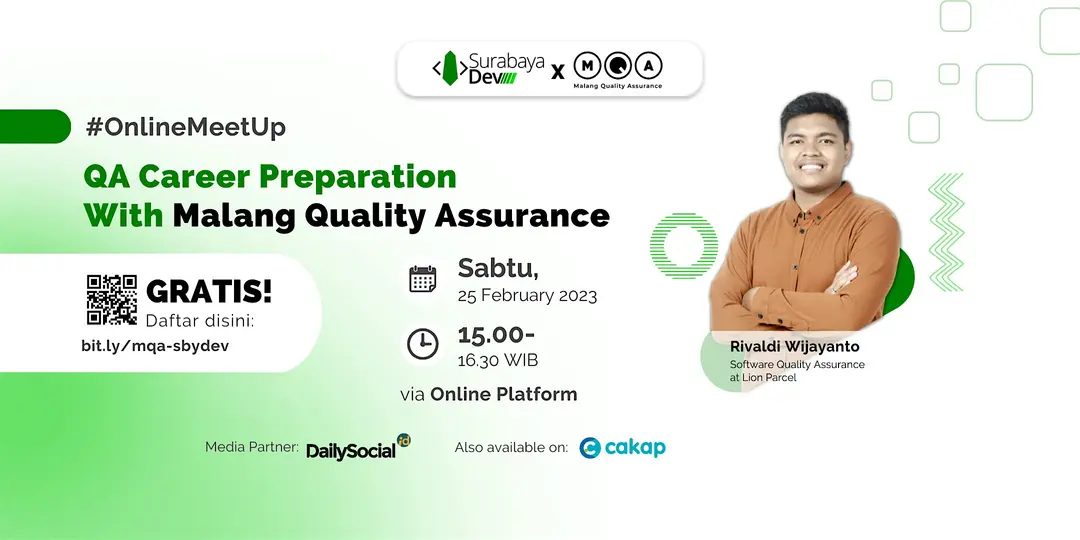 Surabaya
Dev
X
M Q A
Malang Quality Assurance
#OnlineMeetUp
QA Career Preparation
With Malang Quality Assurance
GRATIS!
Daftar disini:
bit.ly/mqa-sbydev
Sabtu,
25 February 2023
15.00-
16.30 WIB
via Online Platform
Rivaldi Wijayanto
Software Quality Assurance
at Lion Parcel
Media Partner: DailySocial id
Also available on: cakap